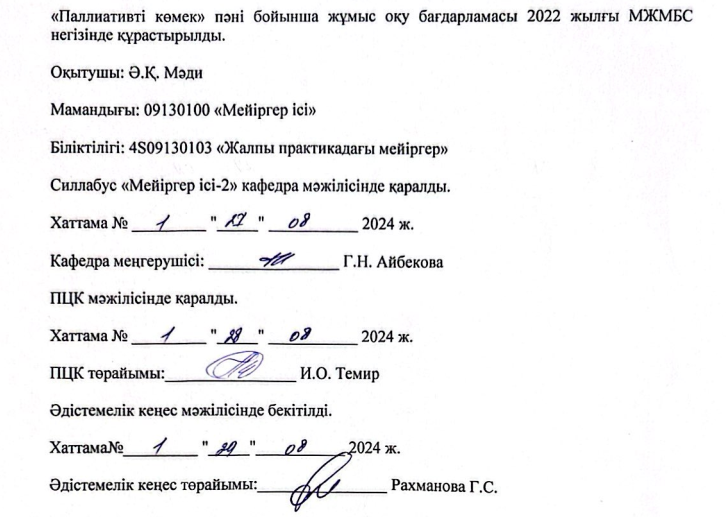 «Паллиативті көмек» пәні бойынша жұмыс оқу бағдарламасы 2022 жылғы МЖМБС
негізінде құрастырылды.
Оқытушы: Ә.Қ. Мәди
Мамандығы: 09130100 «Мейіргер ісі»
Біліктілігі: 4S09130103 «Жалпы практикадағы мейіргер»
Силлабус «Мейіргер ісі-2» кафедра мәжілісінде қаралды.
Хаттама № 1 "27" 08 2024 ж.
Кафедра меңгерушісі: Г.Н. Айбекова
ПЦК мәжілісінде қаралды.
Хаттама № 1 "28" 08 2024 ж.
ПЦК төрайымы: И.О. Темир
Әдістемелік кеңес мәжілісінде бекітілді.
Хаттама№ 1 "29" 08 2024 ж.
Әдістемелік кеңес төрайымы: Рахманова Г.С.